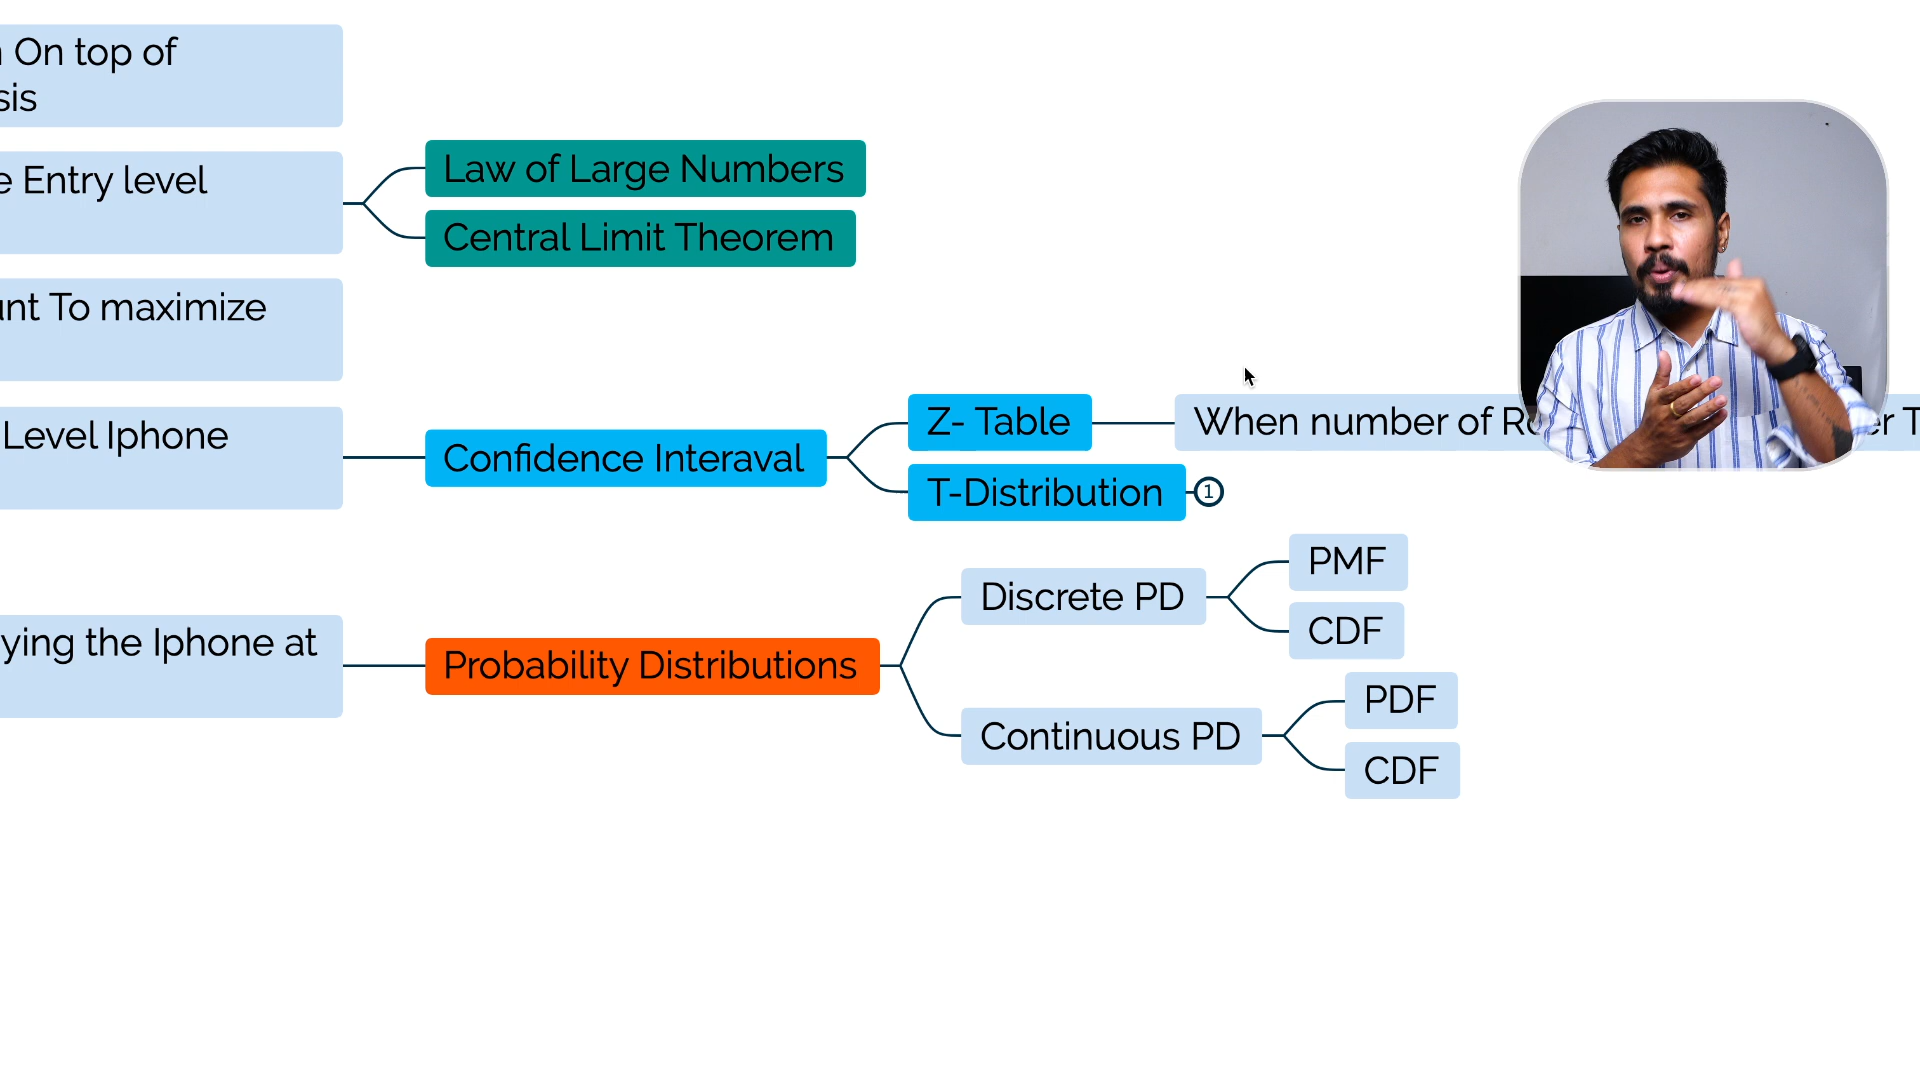 On top of
sis
Entry level
To maximize
Level Iphone
ying the Iphone at
Law of Large Numbers
Central Limit Theorem
Confidence Interaval
Z- Table
When number of
T-Distribution
1
Probability Distributions
Discrete PD
PMF
CDF
Continuous PD
PDF
CDF